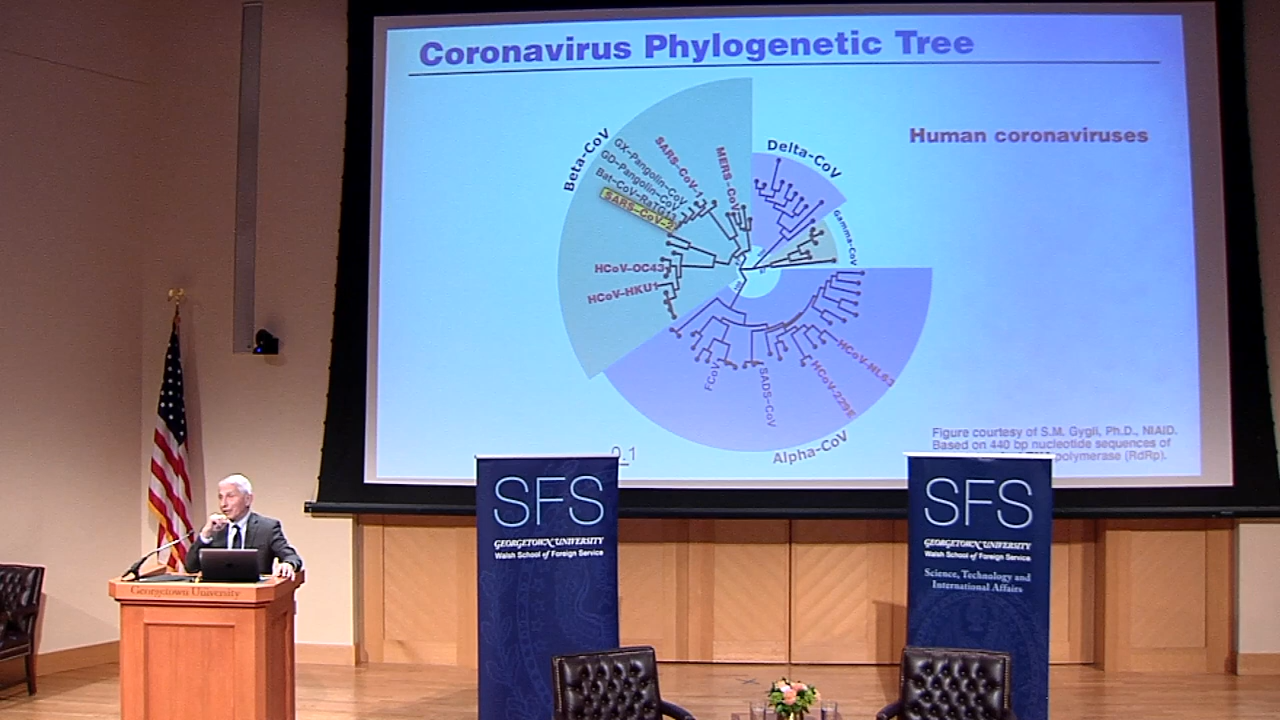 Coronavirus Phylogenetic Tree
Human coronaviruses
Beta-CoV
GX-Pangolin-CoV
GD-Pangolin-CoV
Bat-CoV-RaTG13
SARS-CoV-2
SARS-CoV-1
MERS-CoV
Delta-CoV
Gamma-CoV
HCoV-OC43
HCoV-HKU1
HCoV-NL63
HCoV-229E
SADS-CoV
FCoV
Alpha-CoV
0.1
Figure courtesy of S.M. Gygli, Ph.D., NIAID.
Based on 440 bp nucleotide sequences of
polymerase (RdRp).
SFS
GEORGETOWN UNIVERSITY
Walsh School of Foreign Service
SFS
GEORGETOWN UNIVERSITY
Walsh School of Foreign Service
Science, Technology and
International Affairs
Georgetown University